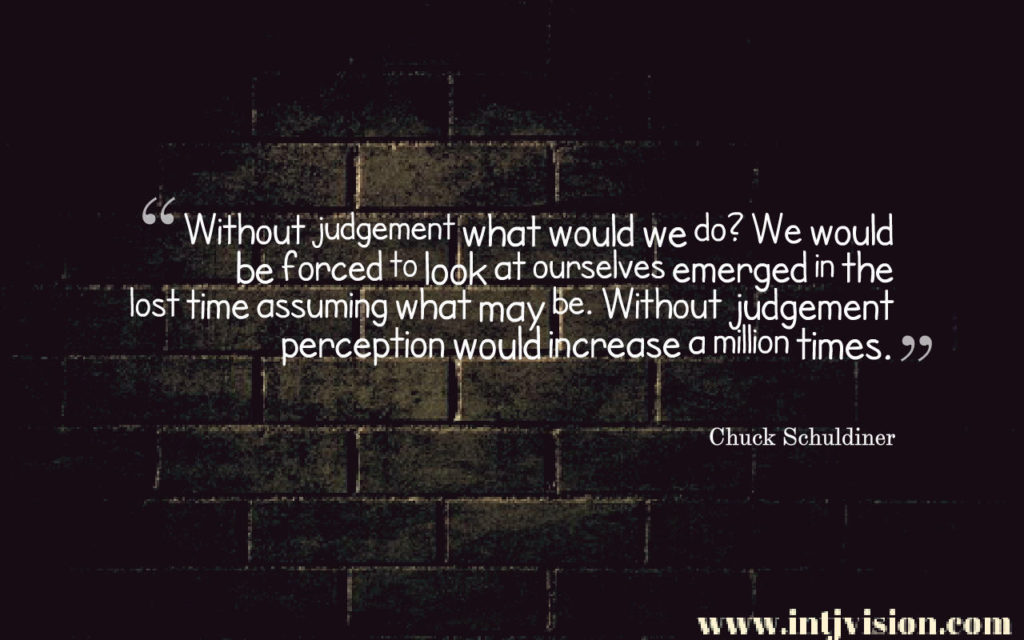 “ Without judgement what would we do? We would
be forced to look at ourselves emerged in the
lost time assuming what may be. Without judgement
perception would increase a million times. ”
Chuck Schuldiner
www.intjvision.com